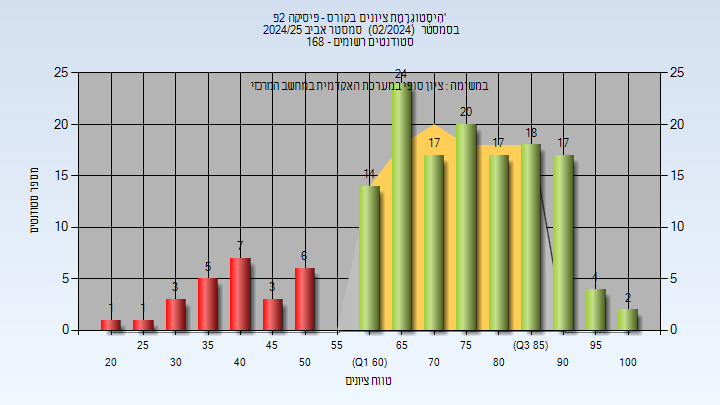 היסטוגרמת ציונים בקורס - פיסיקה 2פ'
בסמסטר (02/2024) סמסטר אביב 2024/25
סטודנטים רשומים - 168
במשימה : ציון סופי במערכת האקדמית במחשב המרכזי
מספר סטודנטים
25 20 15 10 5 0
1 1 3 5 7 3 6 14 24 17 20 17 18 17 4 2
25 20 15 10 5 0
25 35 45 55 65 75 (Q3 85) 95
20 30 40 50 (Q1 60) 70 80 90 100
טווח ציונים